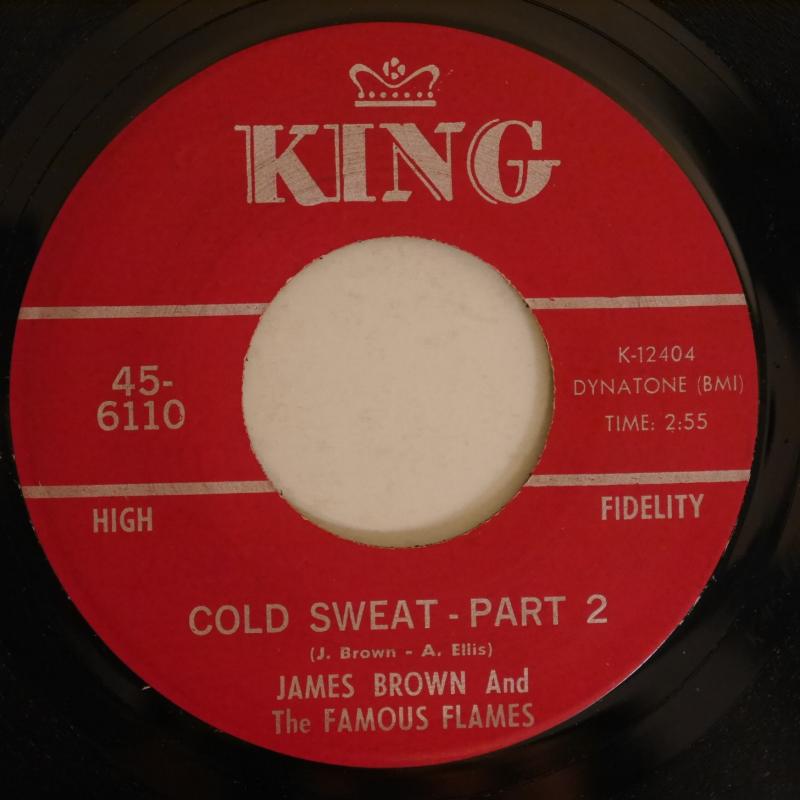 KING
45-
6110
K-12404
DYNATONE (BMI)
TIME: 2:55
HIGH
FIDELITY
COLD SWEAT - PART 2
(J. Brown - A. Ellis)
JAMES BROWN And
The FAMOUS FLAMES